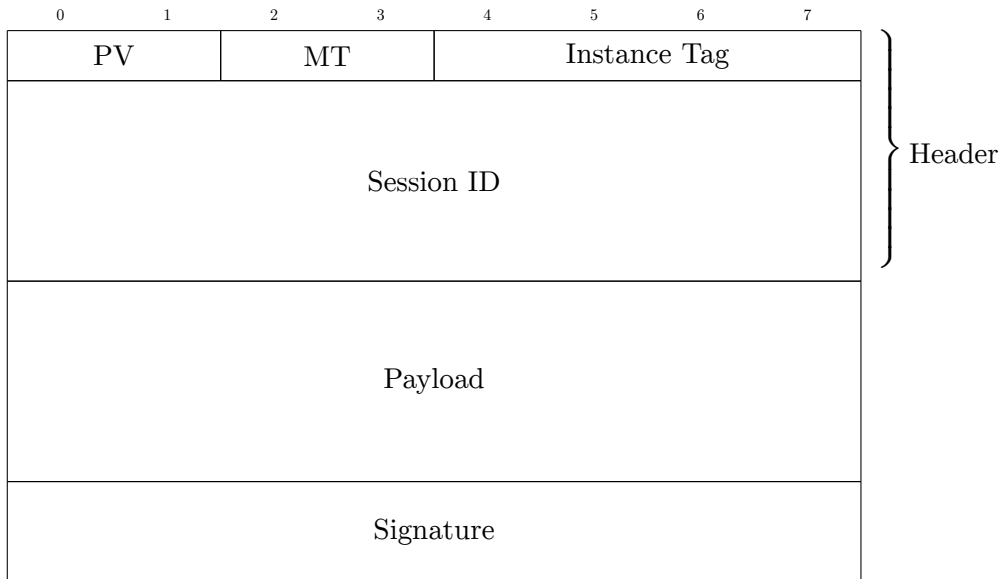 0 1 2 3 4 5 6 7
PV MT Instance Tag
Header
Session ID
Payload
Signature